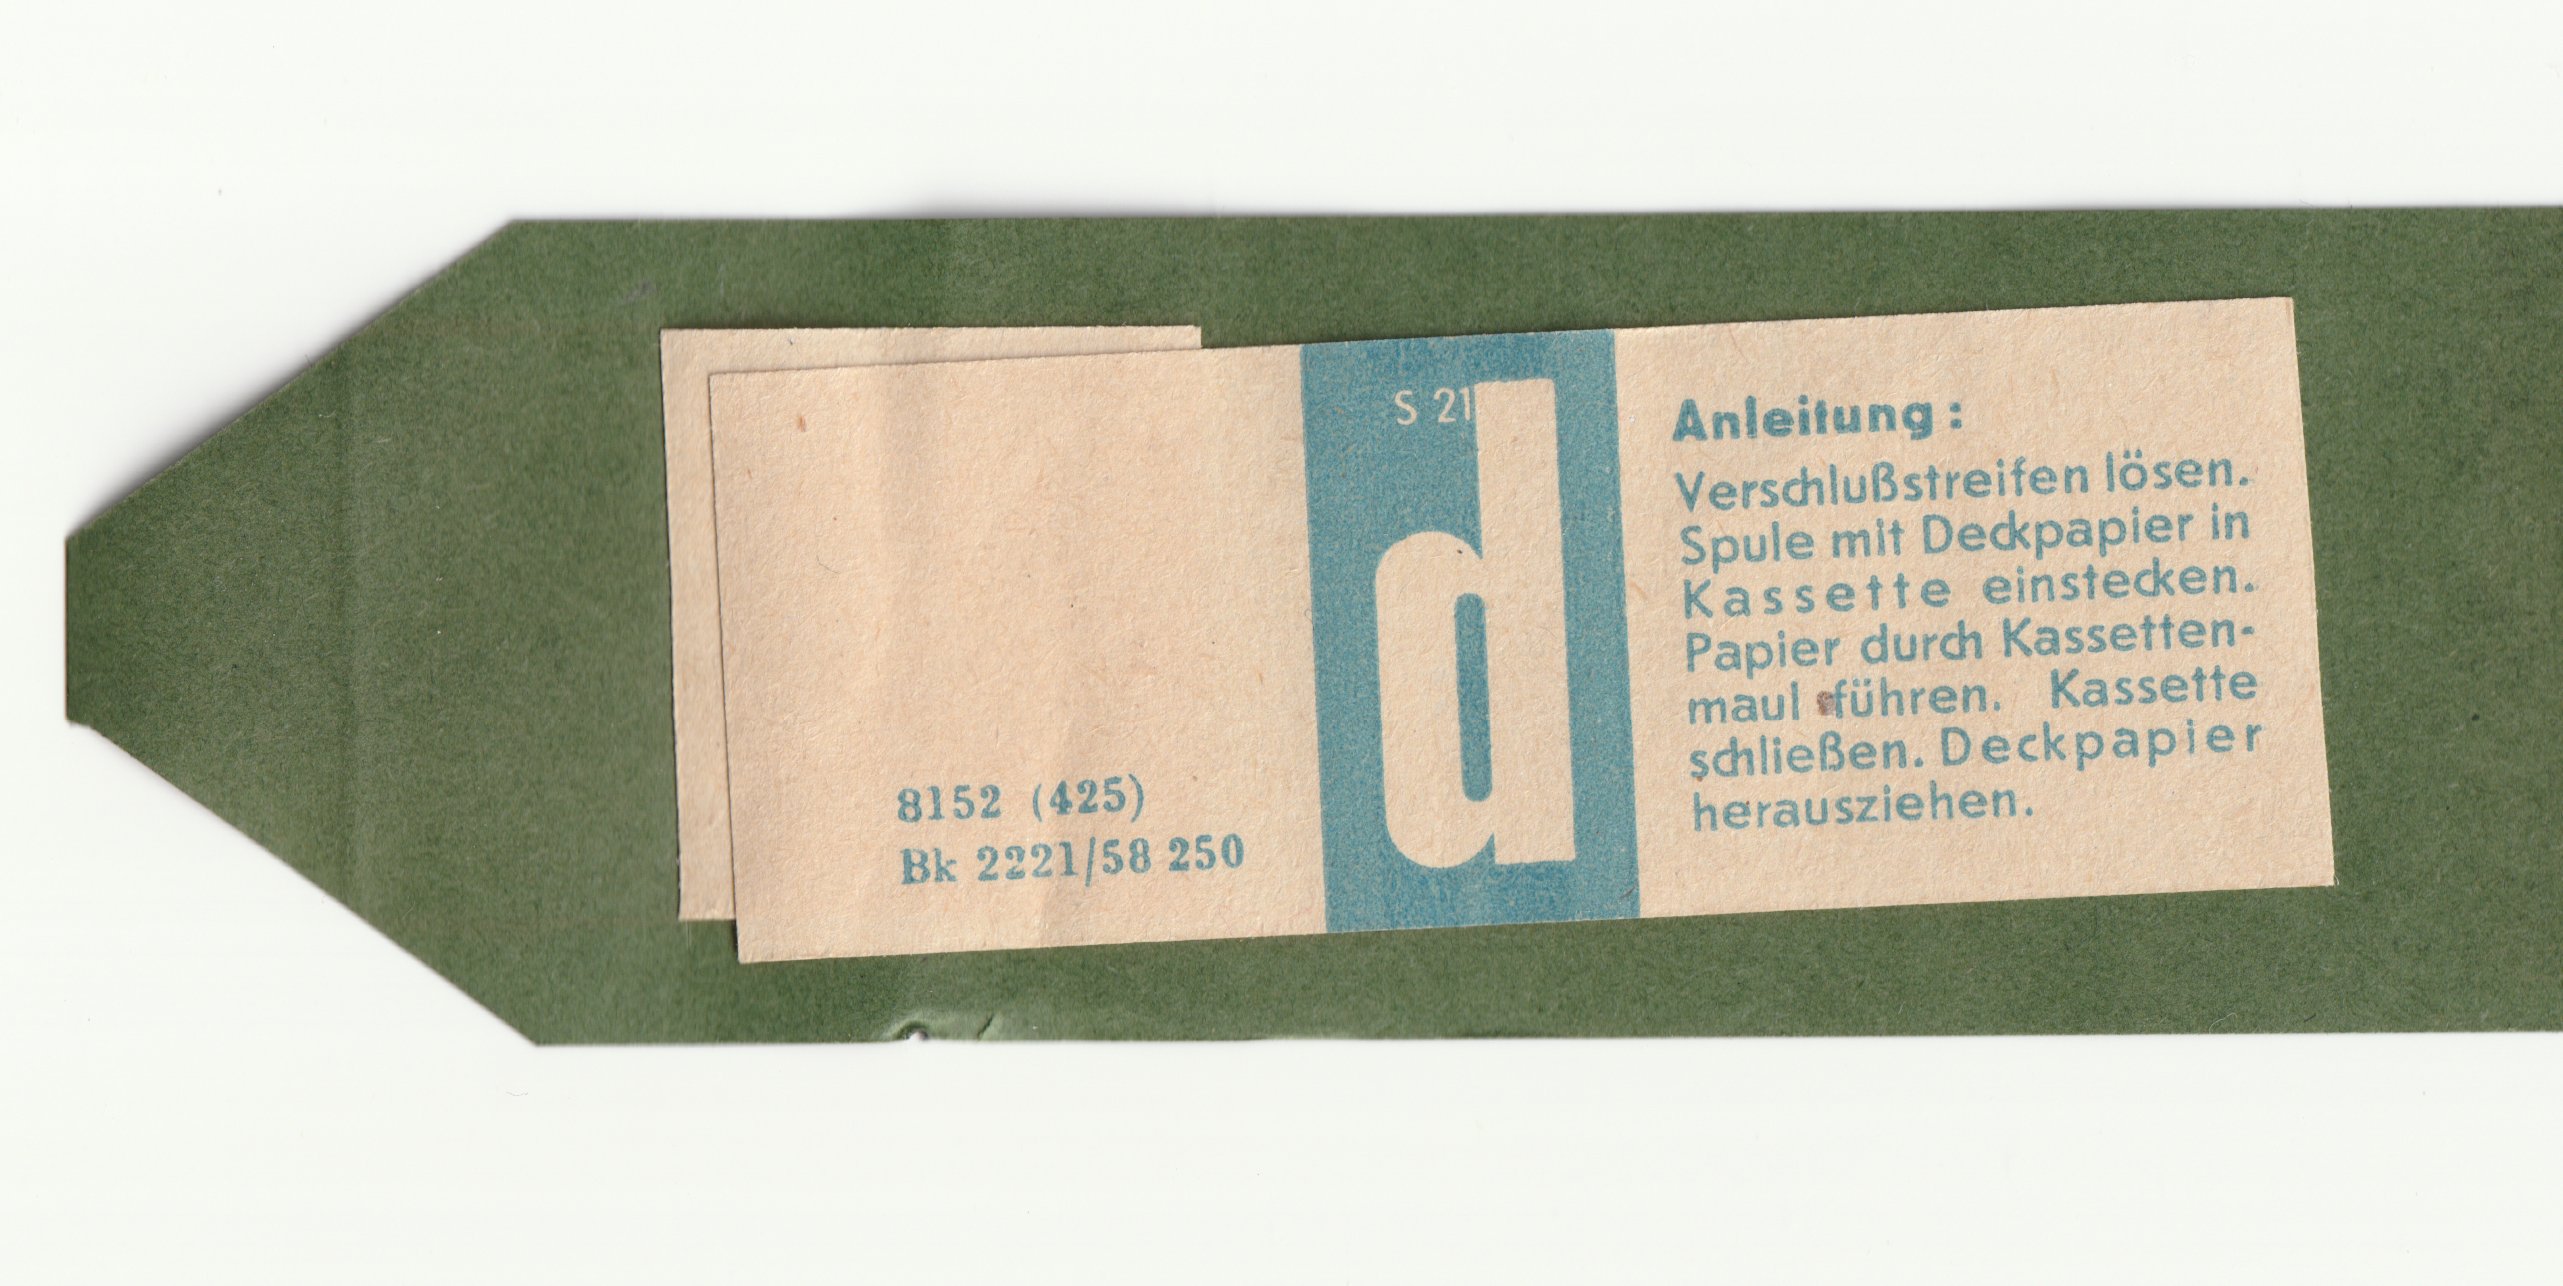 S 21
d
8152 (425)
Bk 2221/58 250
Anleitung:
Verschlußstreifen lösen.
Spule mit Deckpapier in
Kassette einstecken.
Papier durch Kassetten-
maul führen. Kassette
schließen. Deckpapier
herausziehen.